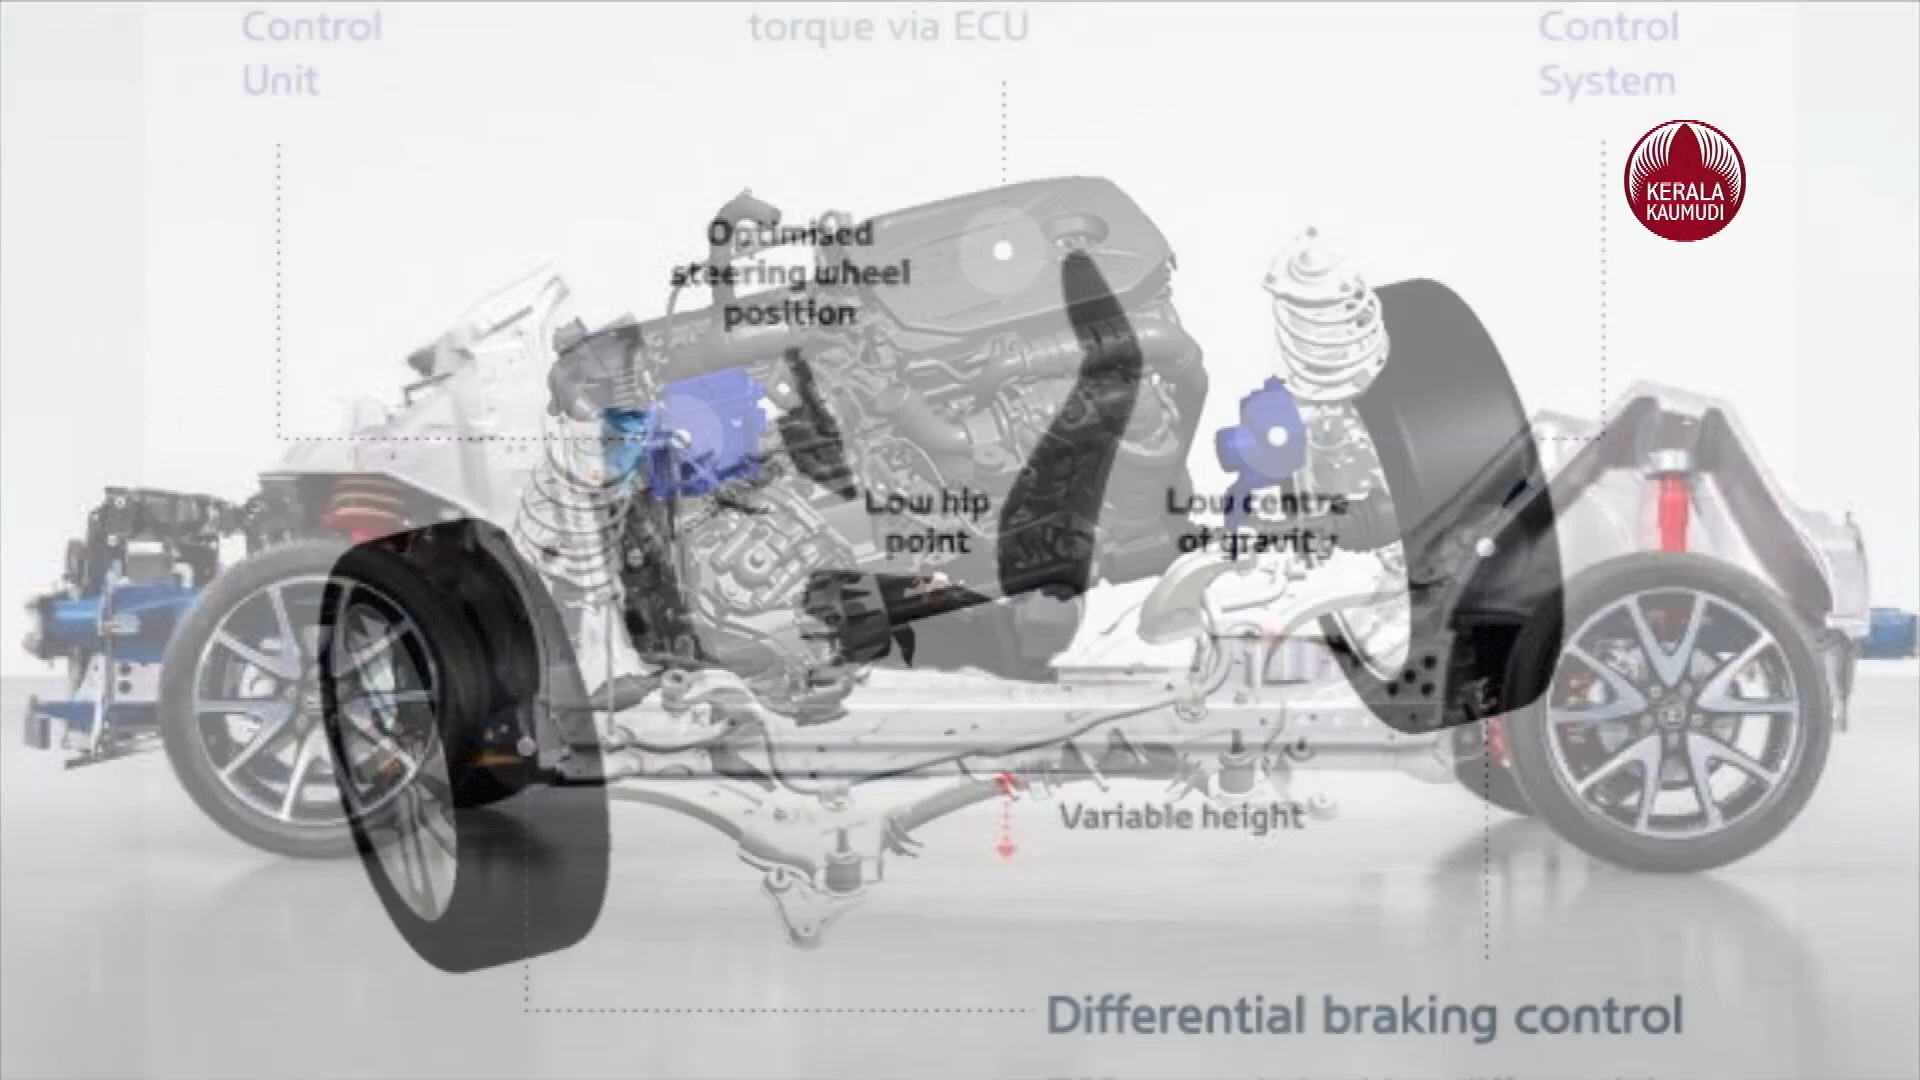 Control
Unit
torque via ECU
Control
System
KERALA
KAUMUDI
Optimised
steering wheel
position
Low hip
point
Low centre
of gravity
Variable height
Differential braking control